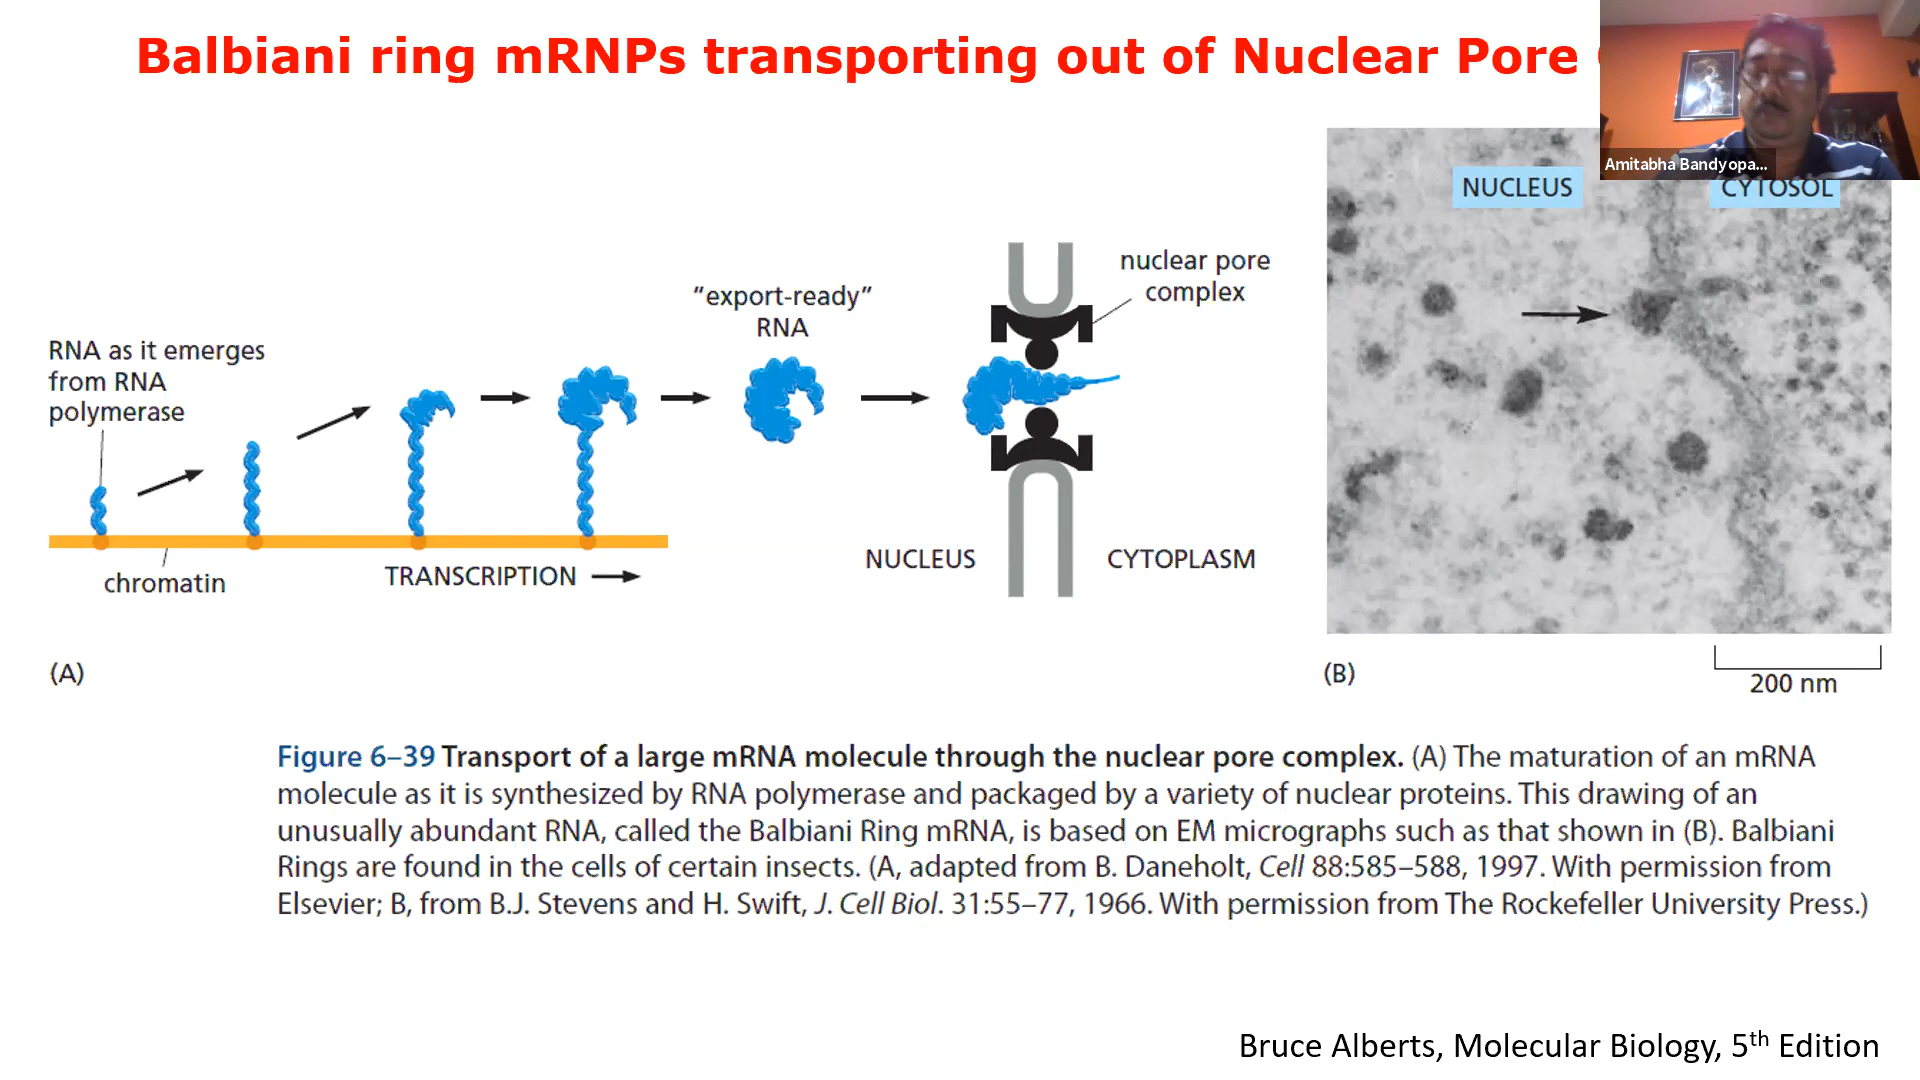 Balbiani ring mRNPs transporting out of Nuclear Pore
Amitabha Bandyopa...
NUCLEUS
CYTOSOL
nuclear pore
complex
"export-ready"
RNA
RNA as it emerges
from RNA
polymerase
NUCLEUS
CYTOPLASM
chromatin
TRANSCRIPTION
(A)
(B)
200 nm
Figure 6–39 Transport of a large mRNA molecule through the nuclear pore complex. (A) The maturation of an mRNA
molecule as it is synthesized by RNA polymerase and packaged by a variety of nuclear proteins. This drawing of an
unusually abundant RNA, called the Balbiani Ring mRNA, is based on EM micrographs such as that shown in (B). Balbiani
Rings are found in the cells of certain insects. (A, adapted from B. Daneholt, Cell 88:585–588, 1997. With permission from
Elsevier; B, from B.J. Stevens and H. Swift, J. Cell Biol. 31:55–77, 1966. With permission from The Rockefeller University Press.)
Bruce Alberts, Molecular Biology, 5th Edition